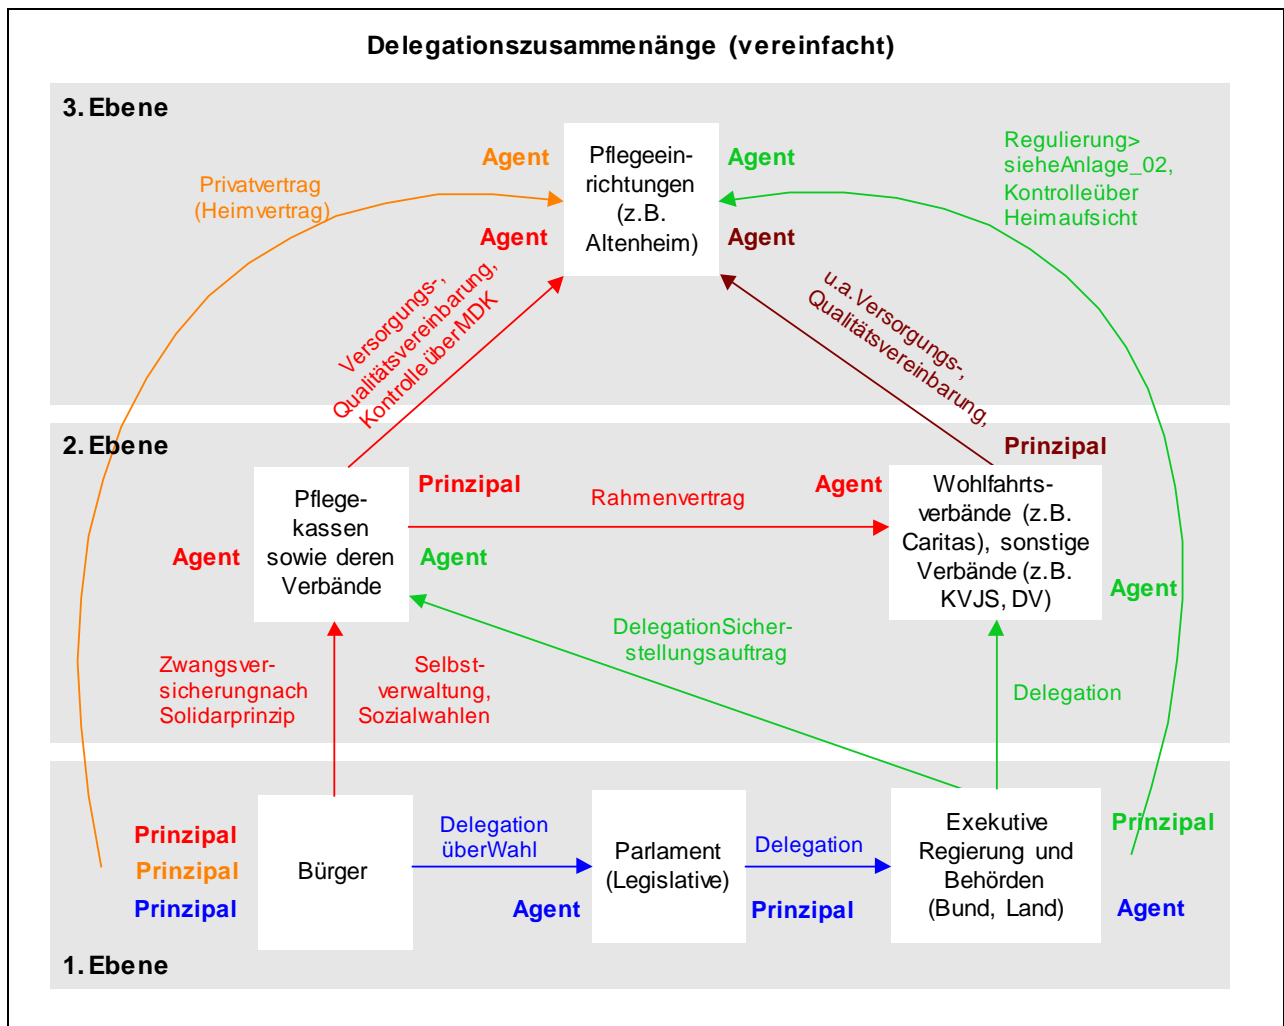 Delegationszusammenänge (vereinfacht)
3. Ebene
Agent
Pflegeein-
richtungen
(z.B.
Altenheim)
Agent
Agent
Agent
Regulierung>
sieheAnlage_02,
Kontrolleüber
Heimaufsicht
Privatvertrag
(Heimvertrag)
Versorgungs-,
Qualitätsvereinbarung,
KontrolleüberMDK
u.a.Versorgungs-,
Qualitätsvereinbarung,
2. Ebene
Prinzipal
Pflege-
kassen
sowie deren
Verbände
Prinzipal
Rahmenvertrag
Agent
Wohlfahrts-
verbände (z.B.
Caritas), sonstige
Verbände (z.B.
KVJS, DV)
Agent
Agent
Agent
DelegationSicher-
stellungsauftrag
Zwangsver-
sicherungnach
Solidarprinzip
Selbst-
verwaltung,
Sozialwahlen
Delegation
Prinzipal
Prinzipal
Prinzipal
Bürger
Delegation
überWahl
Agent
Parlament
(Legislative)
Delegation
Prinzipal
Exekutive
Regierung und
Behörden
(Bund, Land)
Prinzipal
Agent
1. Ebene